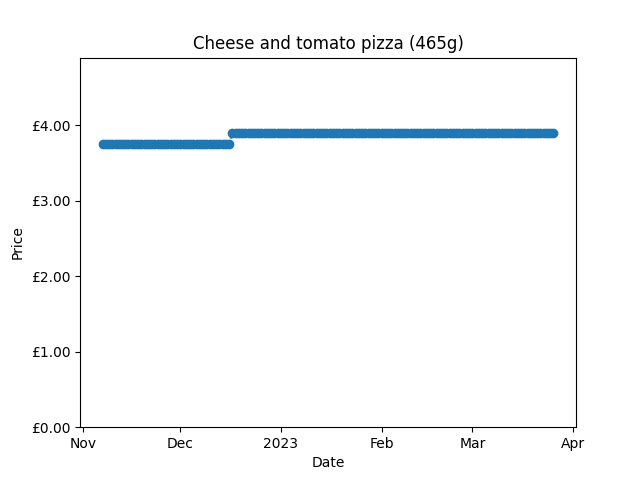 Cheese and tomato pizza (465g)
£4.00
£3.00
£2.00
£1.00
£0.00
Price
Nov Dec 2023 Feb Mar Apr
Date